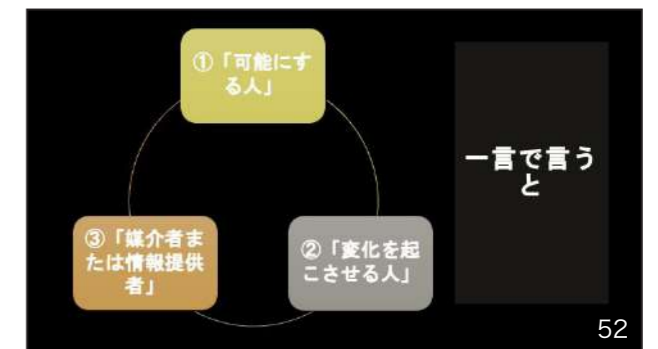 ①「可能にす
る人」
一言で言う
と
③「媒介者ま
たは情報提供
者」
②「変化を起
こさせる人」
52